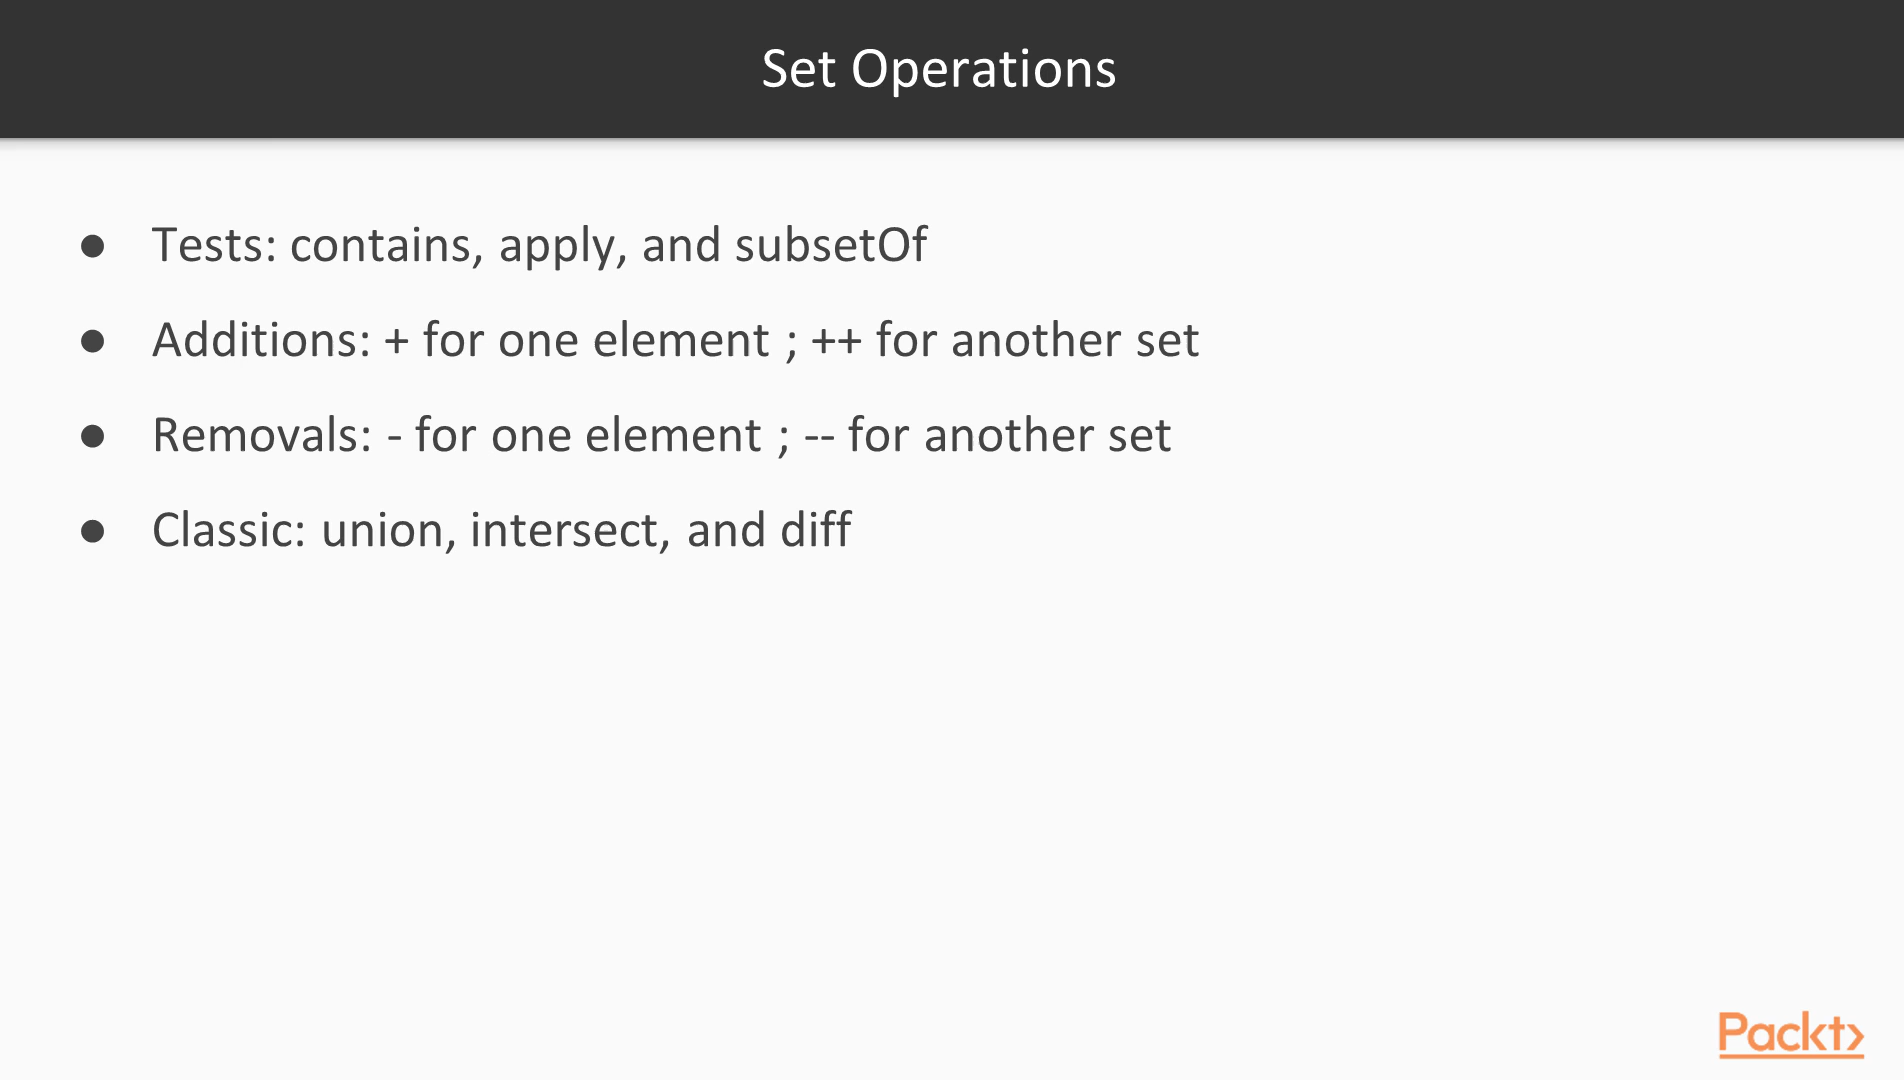 Set Operations
● Tests: contains, apply, and subsetOf
● Additions: + for one element ; ++ for another set
● Removals: - for one element ; -- for another set
● Classic: union, intersect, and diff
Packt>